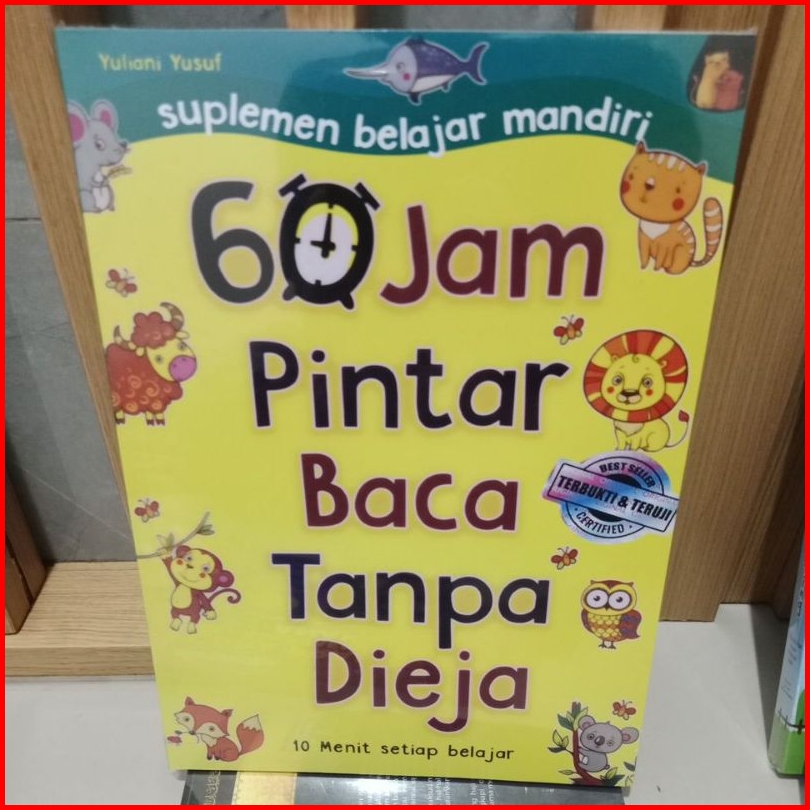 Yuliani Yusuf
suplemen belajar mandiri
60 Jam
Pintar
Baca
Tanpa
Dieja
BEST SELLER
TERBUKTI & TERUJI
CERTIFIED
10 Menit setiap belajar